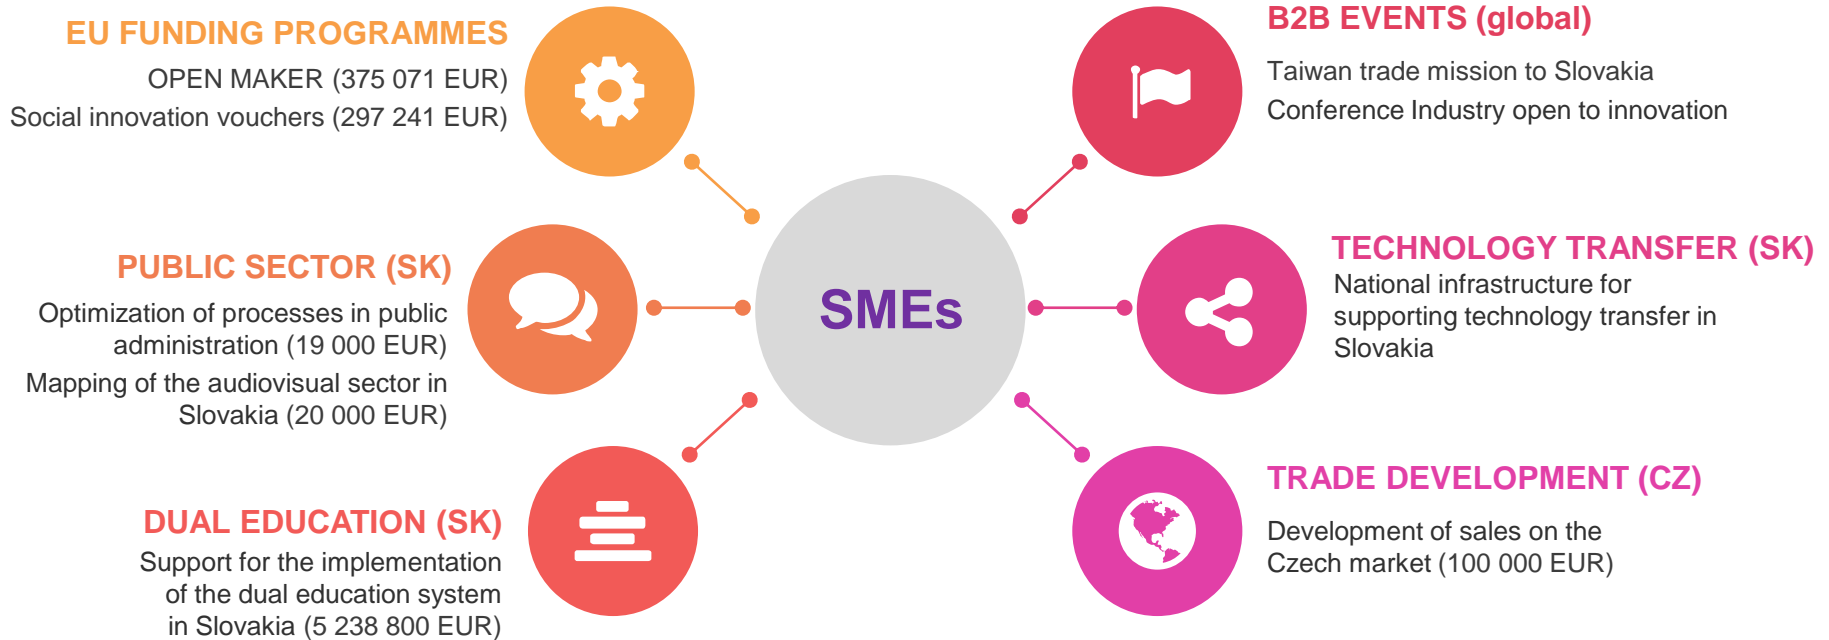 EU FUNDING PROGRAMMES
OPEN MAKER (375 071 EUR)
Social innovation vouchers (297 241 EUR)
PUBLIC SECTOR (SK)
Optimization of processes in public
administration (19 000 EUR)
Mapping of the audiovisual sector in
Slovakia (20 000 EUR)
DUAL EDUCATION (SK)
Support for the implementation
of the dual education system
in Slovakia (5 238 800 EUR)
SMEs
B2B EVENTS (global)
Taiwan trade mission to Slovakia
Conference Industry open to innovation
TECHNOLOGY TRANSFER (SK)
National infrastructure for
supporting technology transfer in
Slovakia
TRADE DEVELOPMENT (CZ)
Development of sales on the
Czech market (100 000 EUR)